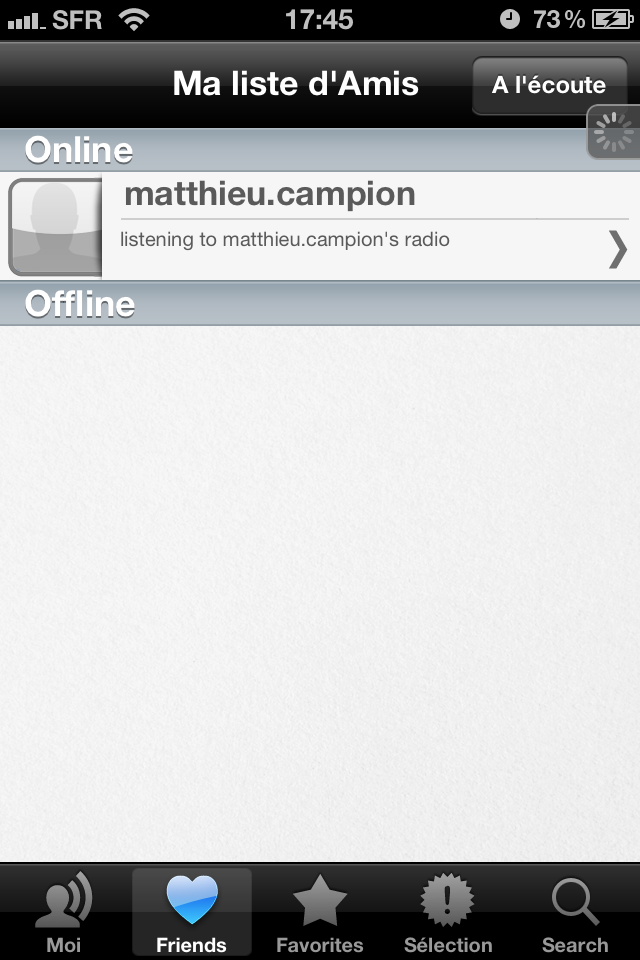 SFR 17:45 73 %
Ma liste d'Amis A l'écoute
Online
matthieu.campion
listening to matthieu.campion's radio
Offline
Moi Friends Favorites Sélection Search